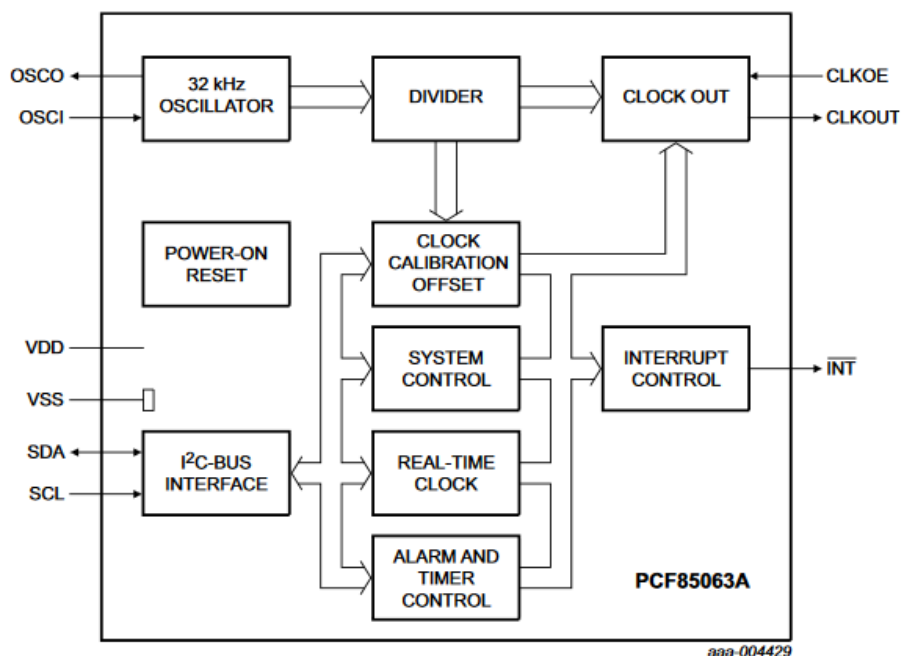 OSCO
OSCI
32 kHz
OSCILLATOR
DIVIDER
CLOCK OUT
CLKOE
CLKOUT
POWER-ON
RESET
CLOCK
CALIBRATION
OFFSET
VDD
VSS
SYSTEM
CONTROL
INTERRUPT
CONTROL
INT
SDA
SCL
I²C-BUS
INTERFACE
REAL-TIME
CLOCK
ALARM AND
TIMER
CONTROL
PCF85063A
aaa-004429